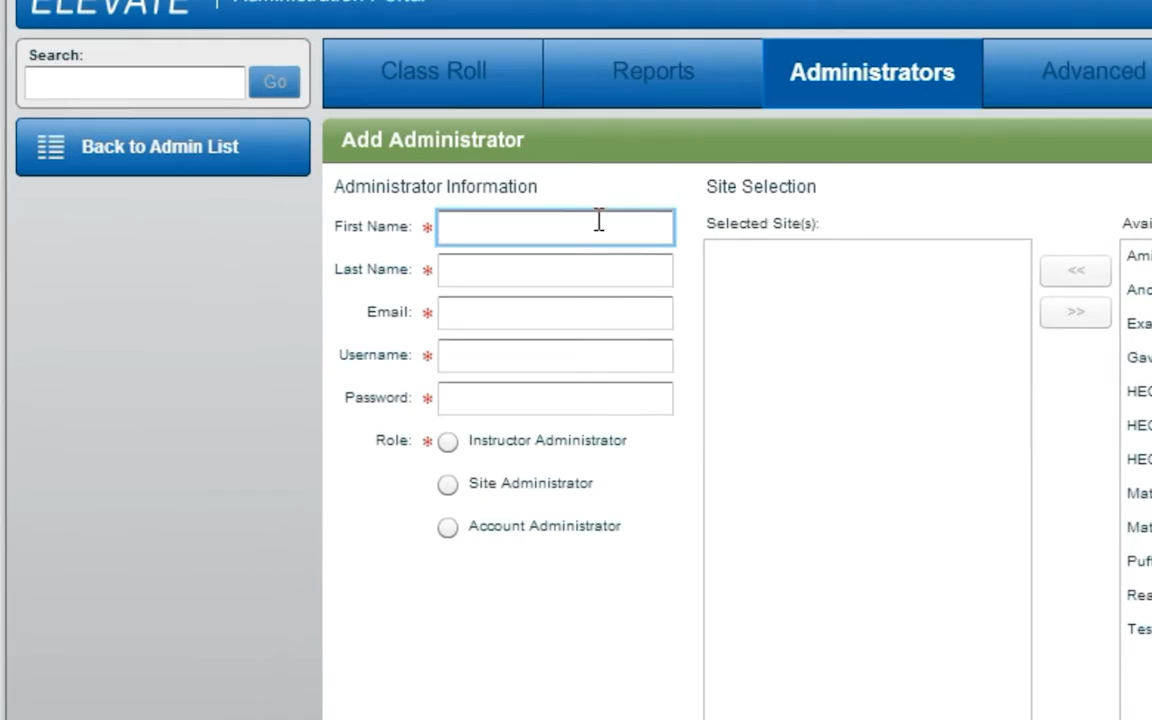 ELEVATE | Administration Portal
Search:
Go
Class Roll
Reports
Administrators
Advanced
Back to Admin List
Add Administrator
Administrator Information
Site Selection
First Name: *
Selected Site(s):
Last Name: *
<<
Email: *
>>
Username: *
Password: *
Role: *
Instructor Administrator
Site Administrator
Account Administrator
Avai
Ami
Exa
Gav
HEC
HEC
HEC
Mat
Mat
Puf
Rea
Tes